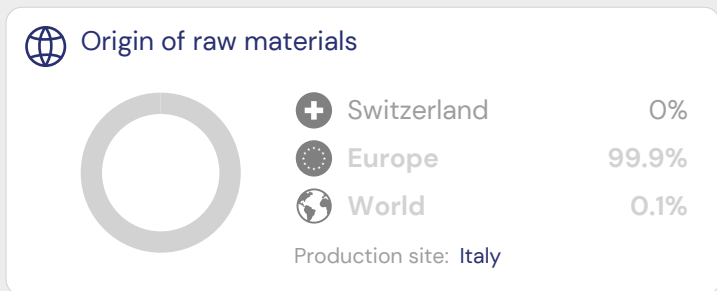 Origin of raw materials
Switzerland 0%
Europe 99.9%
World 0.1%
Production site: Italy